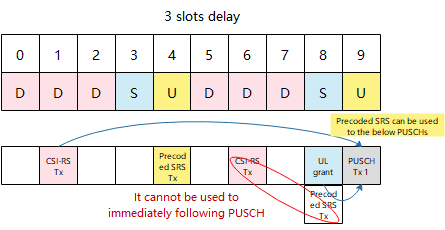 3 slots delay
0 1 2 3 4 5 6 7 8 9
D D D S U D D D S U
Precoded SRS can be used
to the below PUSCHs
CSI-RS
Tx
Precod
ed SRS
Tx
CSI-RS
Tx
UL
grant
PUSCH
Tx 1
Precod
ed SRS
Tx
It cannot be used to
immediately following PUSCH